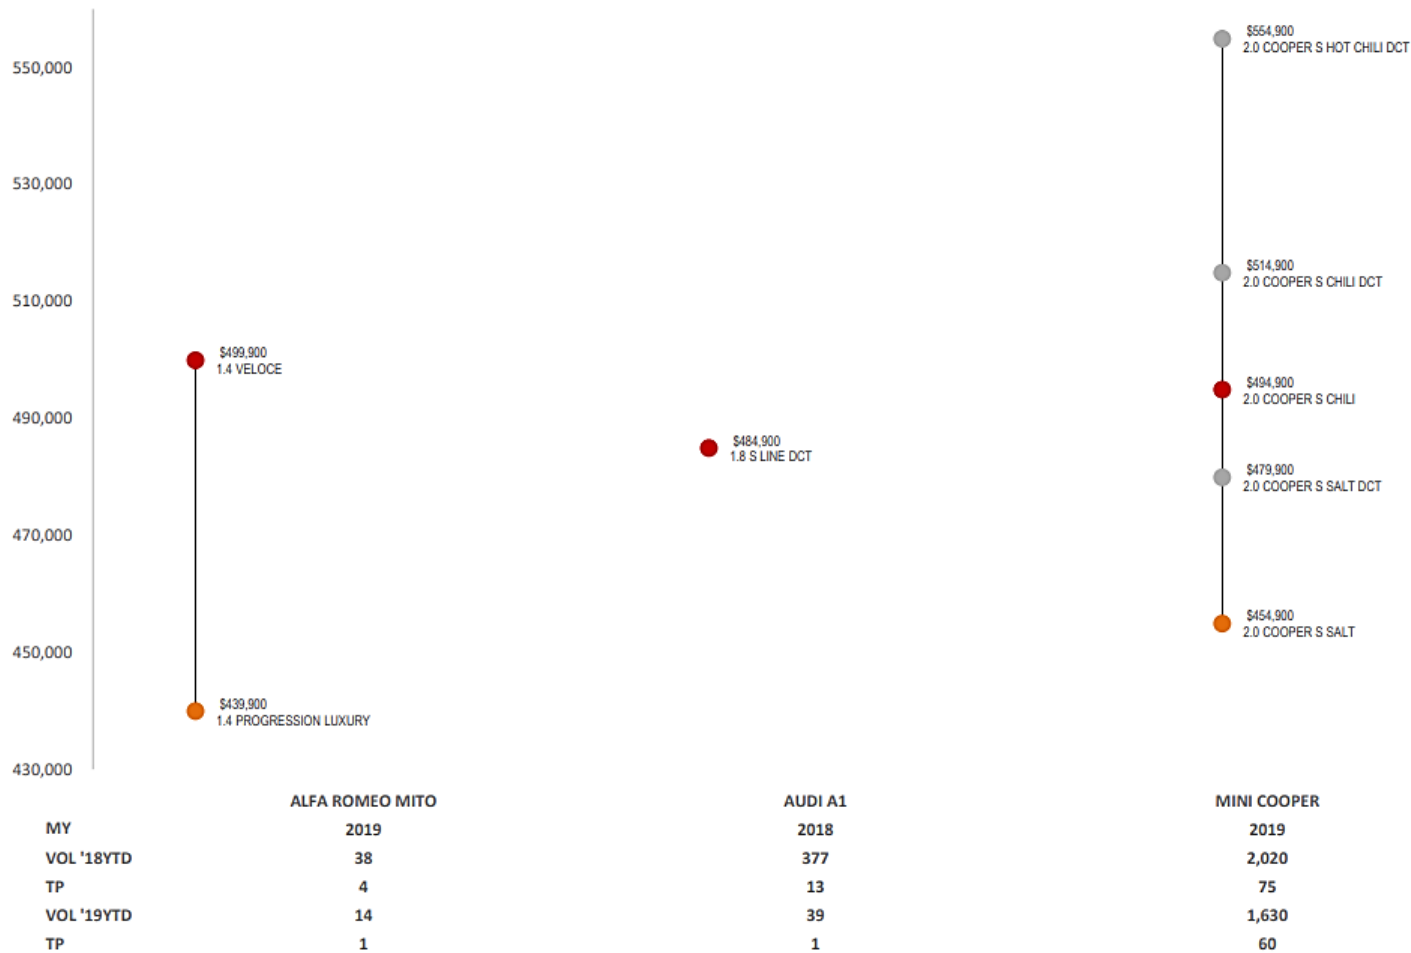 $554,900
2.0 COOPER S HOT CHILI DCT
550,000
530,000
$514,900
2.0 COOPER S CHILI DCT
510,000
$499,900
1.4 VELOCE
$494,900
2.0 COOPER S CHILI
490,000
$484,900
1.8 S LINE DCT
$479,900
2.0 COOPER S SALT DCT
470,000
$454,900
2.0 COOPER S SALT
450,000
$439,900
1.4 PROGRESSION LUXURY
430,000
ALFA ROMEO MITO AUDI A1 MINI COOPER
MY 2019 2018 2019
VOL '18YTD 38 377 2,020
TP 4 13 75
VOL '19YTD 14 39 1,630
TP 1 1 60